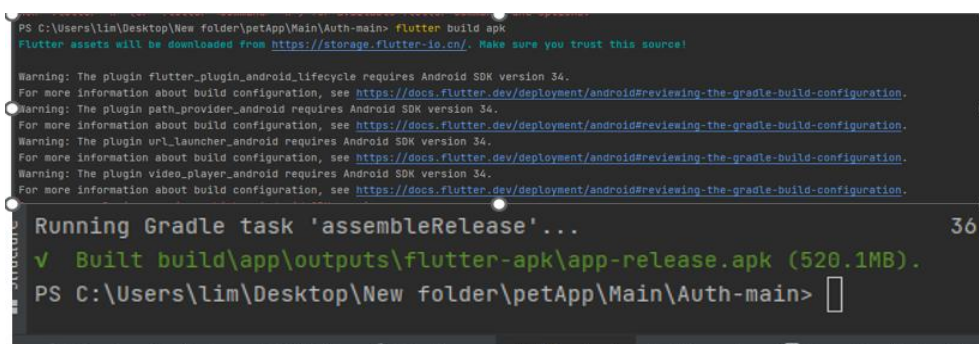 PS C:\Users\lim\Desktop\New folder\petApp\Main\Auth-main> flutter build apk
Flutter assets will be downloaded from https://storage.flutter-io.cn/. Make sure you trust this source!
Warning: The plugin flutter_plugin_android_lifecycle requires Android SDK version 34.
For more information about build configuration, see https://docs.flutter.dev/deployment/android#reviewing-the-gradle-build-configuration.
Warning: The plugin path_provider_android requires Android SDK version 34.
For more information about build configuration, see https://docs.flutter.dev/deployment/android#reviewing-the-gradle-build-configuration.
Warning: The plugin url_launcher_android requires Android SDK version 34.
For more information about build configuration, see https://docs.flutter.dev/deployment/android#reviewing-the-gradle-build-configuration.
Warning: The plugin video_player_android requires Android SDK version 34.
For more information about build configuration, see https://docs.flutter.dev/deployment/android#reviewing-the-gradle-build-configuration.
Running Gradle task 'assembleRelease'... 36
√ Built build\app\outputs\flutter-apk\app-release.apk (520.1MB).
PS C:\Users\lim\Desktop\New folder\petApp\Main\Auth-main>